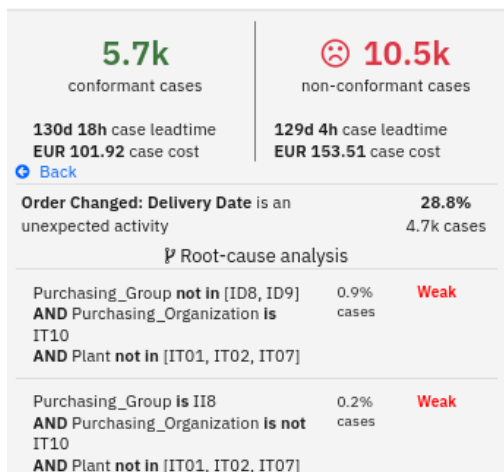 5.7k
conformant cases
10.5k
non-conformant cases
130d 18h case leadtime
EUR 101.92 case cost
129d 4h case leadtime
EUR 153.51 case cost
Back
Order Changed: Delivery Date is an
unexpected activity
28.8%
4.7k cases
Root-cause analysis
Purchasing_Group not in [ID8, ID9]
AND Purchasing_Organization is
IT10
AND Plant not in [IT01, IT02, IT07]
0.9%
cases
Weak
Purchasing_Group is II8
AND Purchasing_Organization is not
IT10
AND Plant not in [IT01, IT02, IT07]
0.2%
cases
Weak